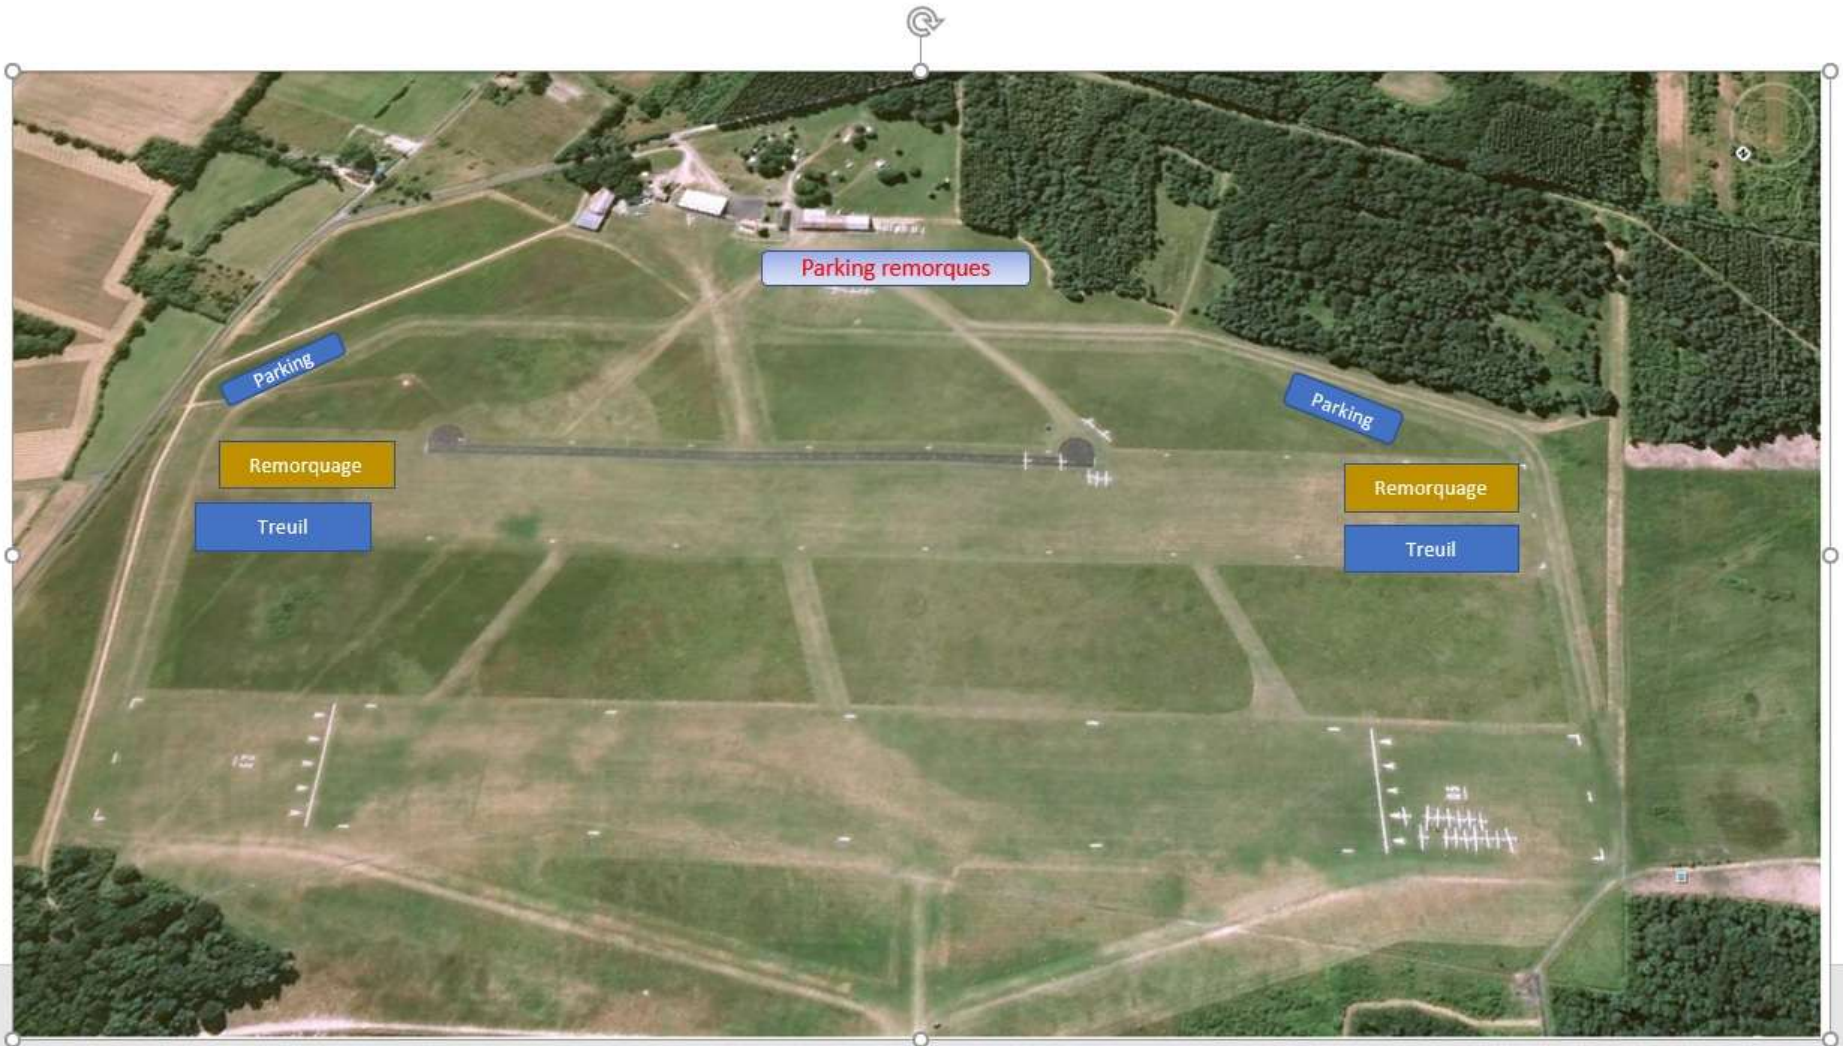 Parking remorques
Parking
Parking
Remorquage
Remorquage
Treuil
Treuil